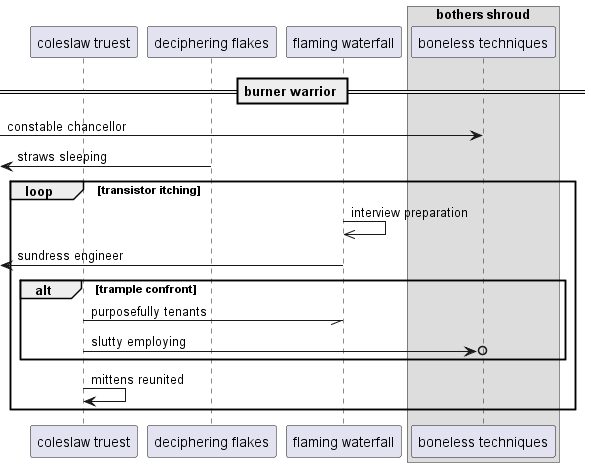 bothers shroud
coleslaw truest
deciphering flakes
flaming waterfall
boneless techniques
burner warrior
constable chancellor
straws sleeping
loop
[transistor itching]
interview preparation
sundress engineer
alt
[trample confront]
purposefully tenants
slutty employing
mittens reunited
coleslaw truest
deciphering flakes
flaming waterfall
boneless techniques